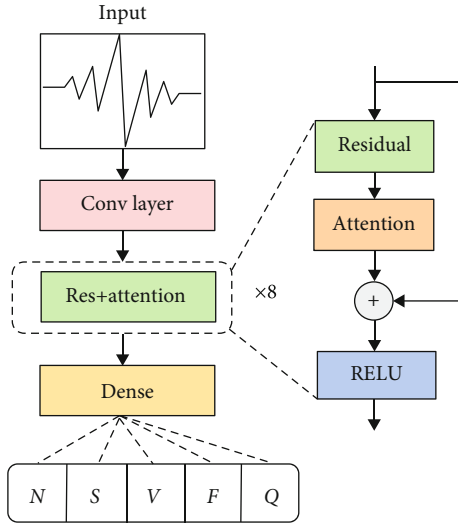 Input
Conv layer
Res+attention
×8
Dense
N S V F Q
Residual
Attention
+
RELU